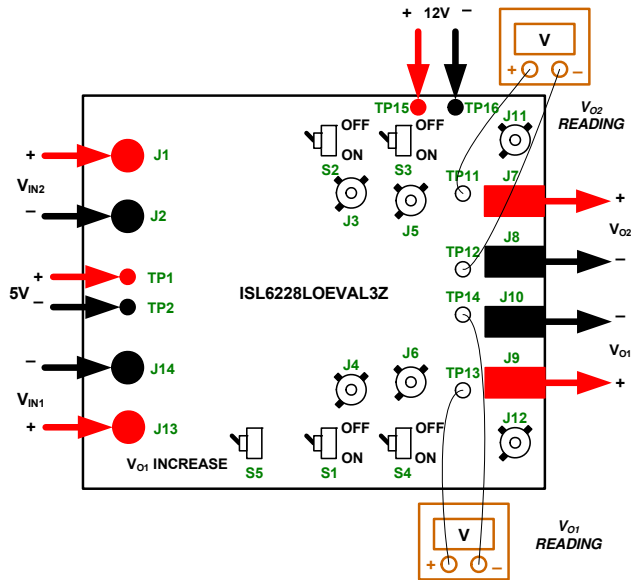 + 12V −
V
+ −
VO2
READING
TP15
TP16
J11
OFF
ON
S2
OFF
ON
S3
J1
+
VIN2
−
J2
J3
J5
TP11
J7
+
VO2
J8
−
TP12
+
TP1
5V
−
TP2
ISL6228LOEVAL3Z
TP14
J10
−
VO1
J9
+
TP13
−
J14
VIN1
+
J13
J4
J6
J12
VO1 INCREASE
S5
OFF
ON
S1
OFF
ON
S4
V
+ −
VO1
READING